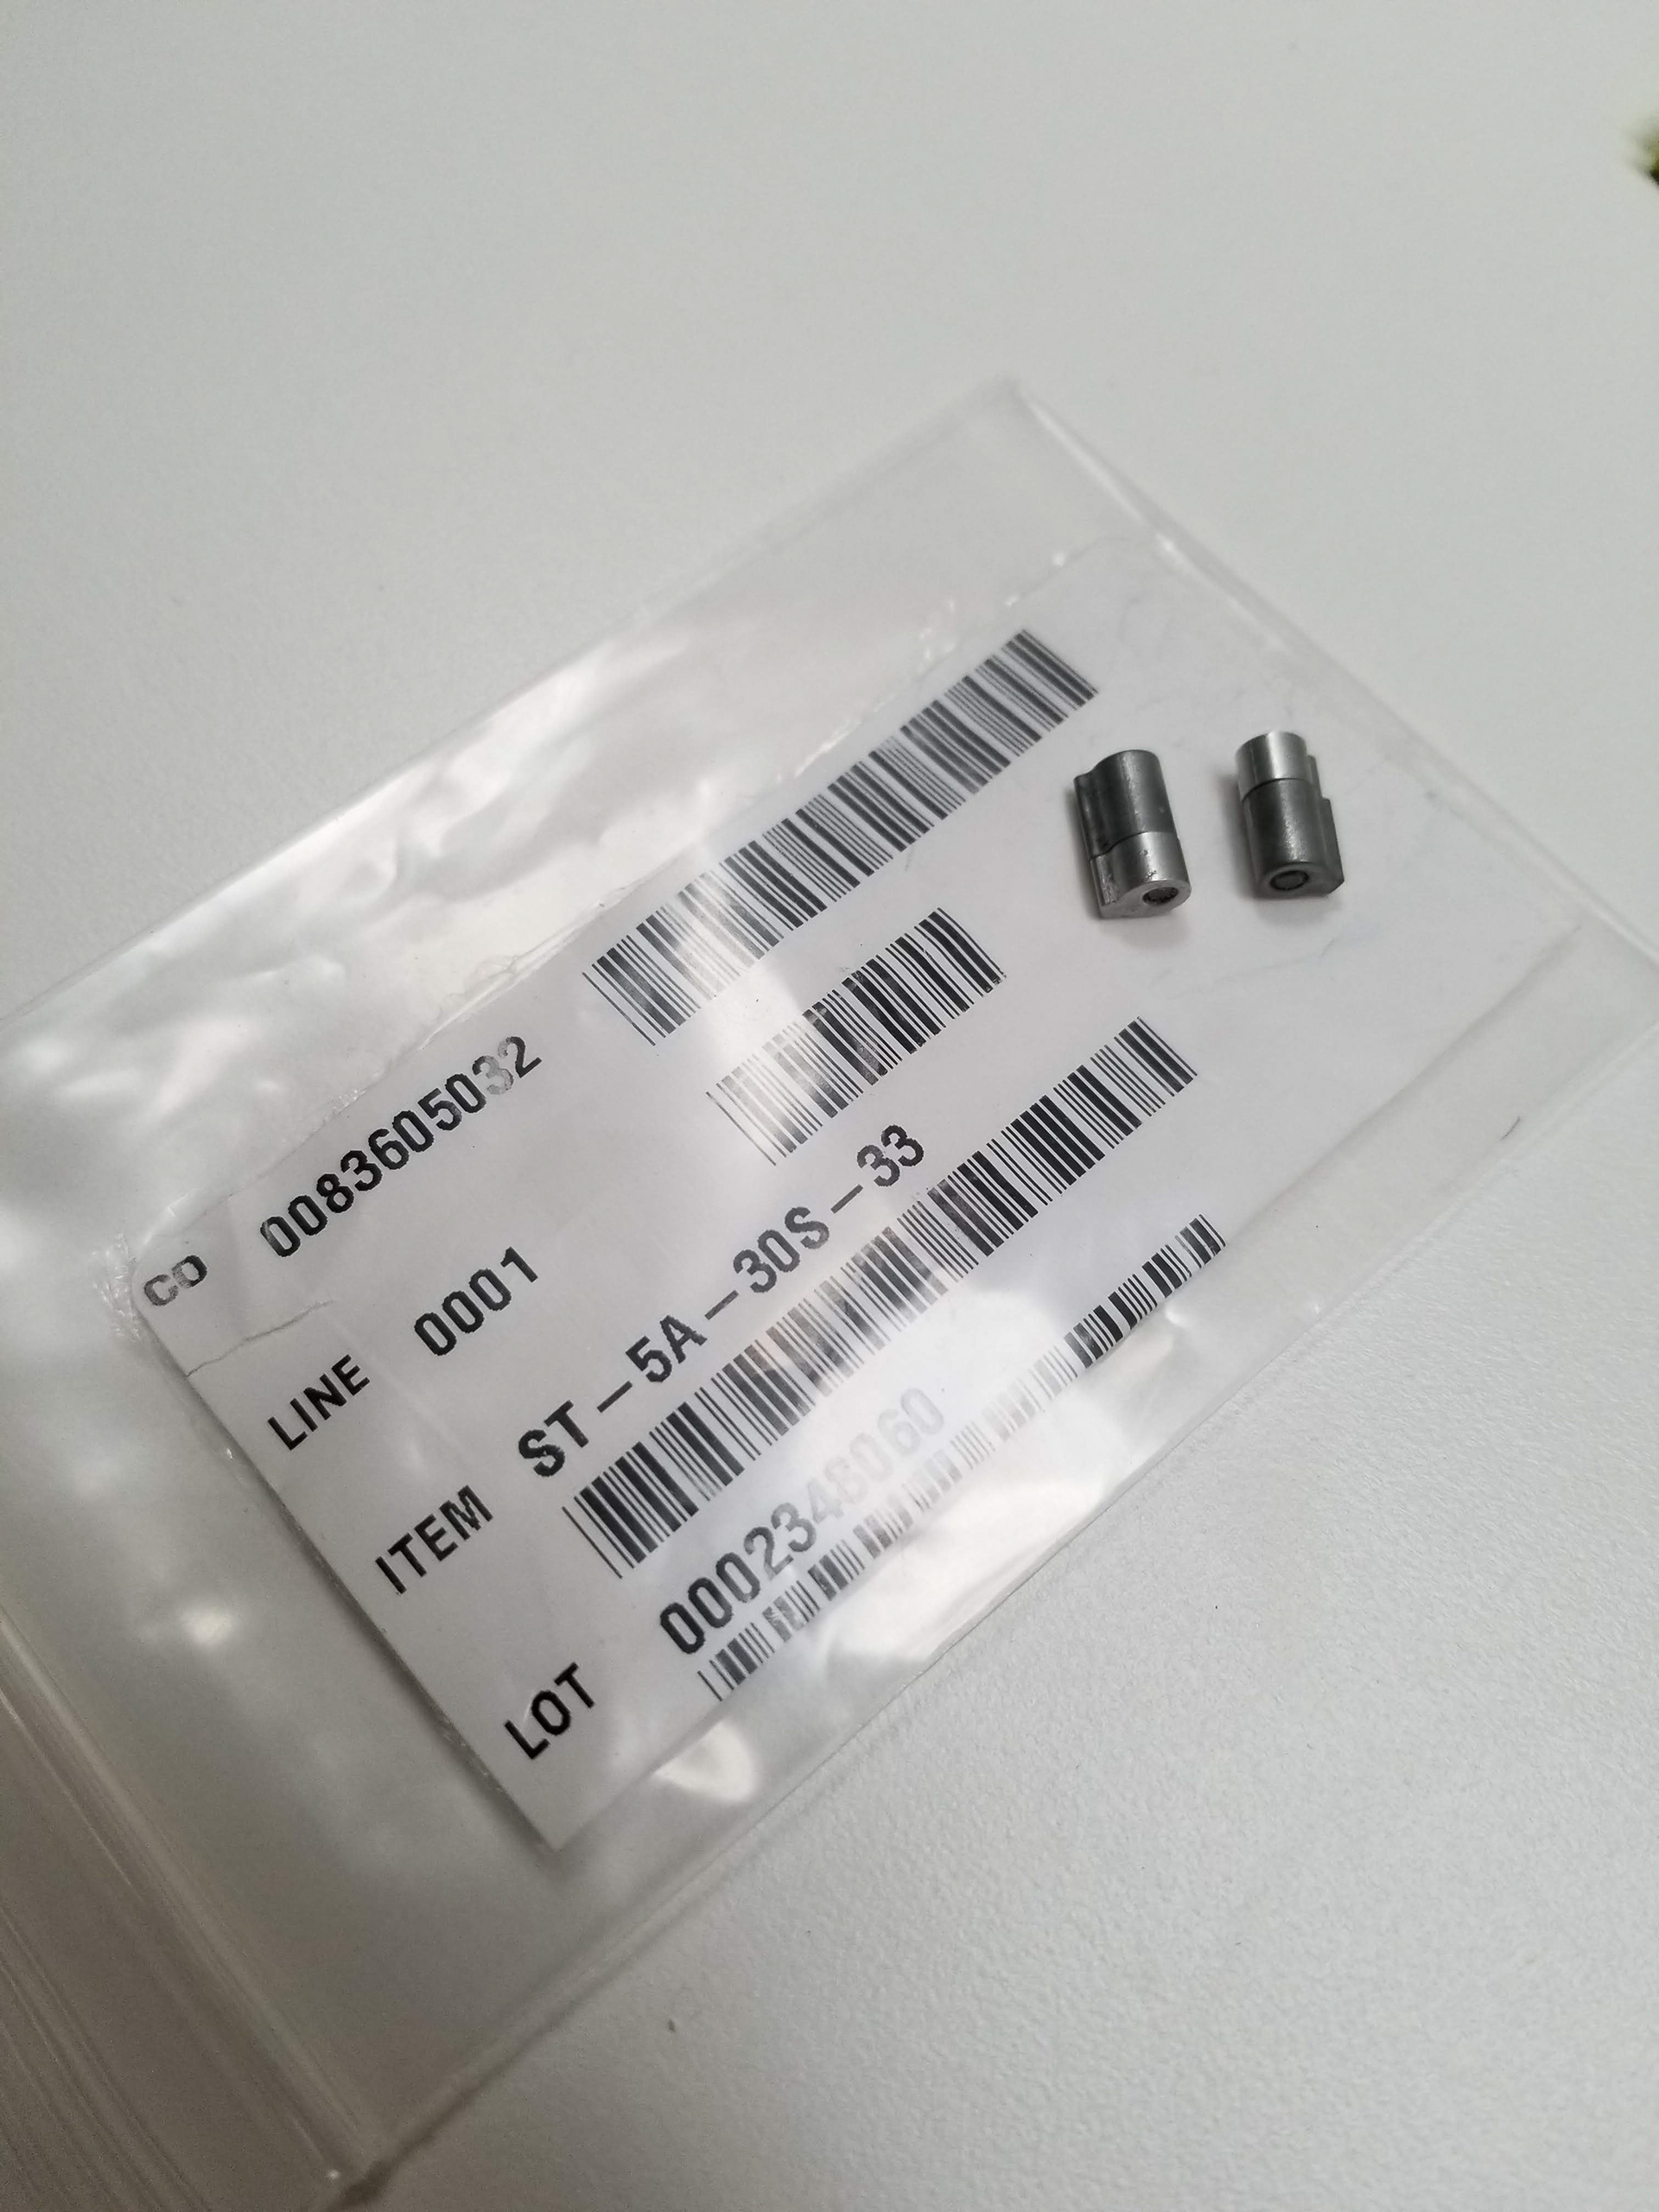 CO 0083605032
LINE 0001
ITEM ST-5A-30S-33
LOT 0002348060